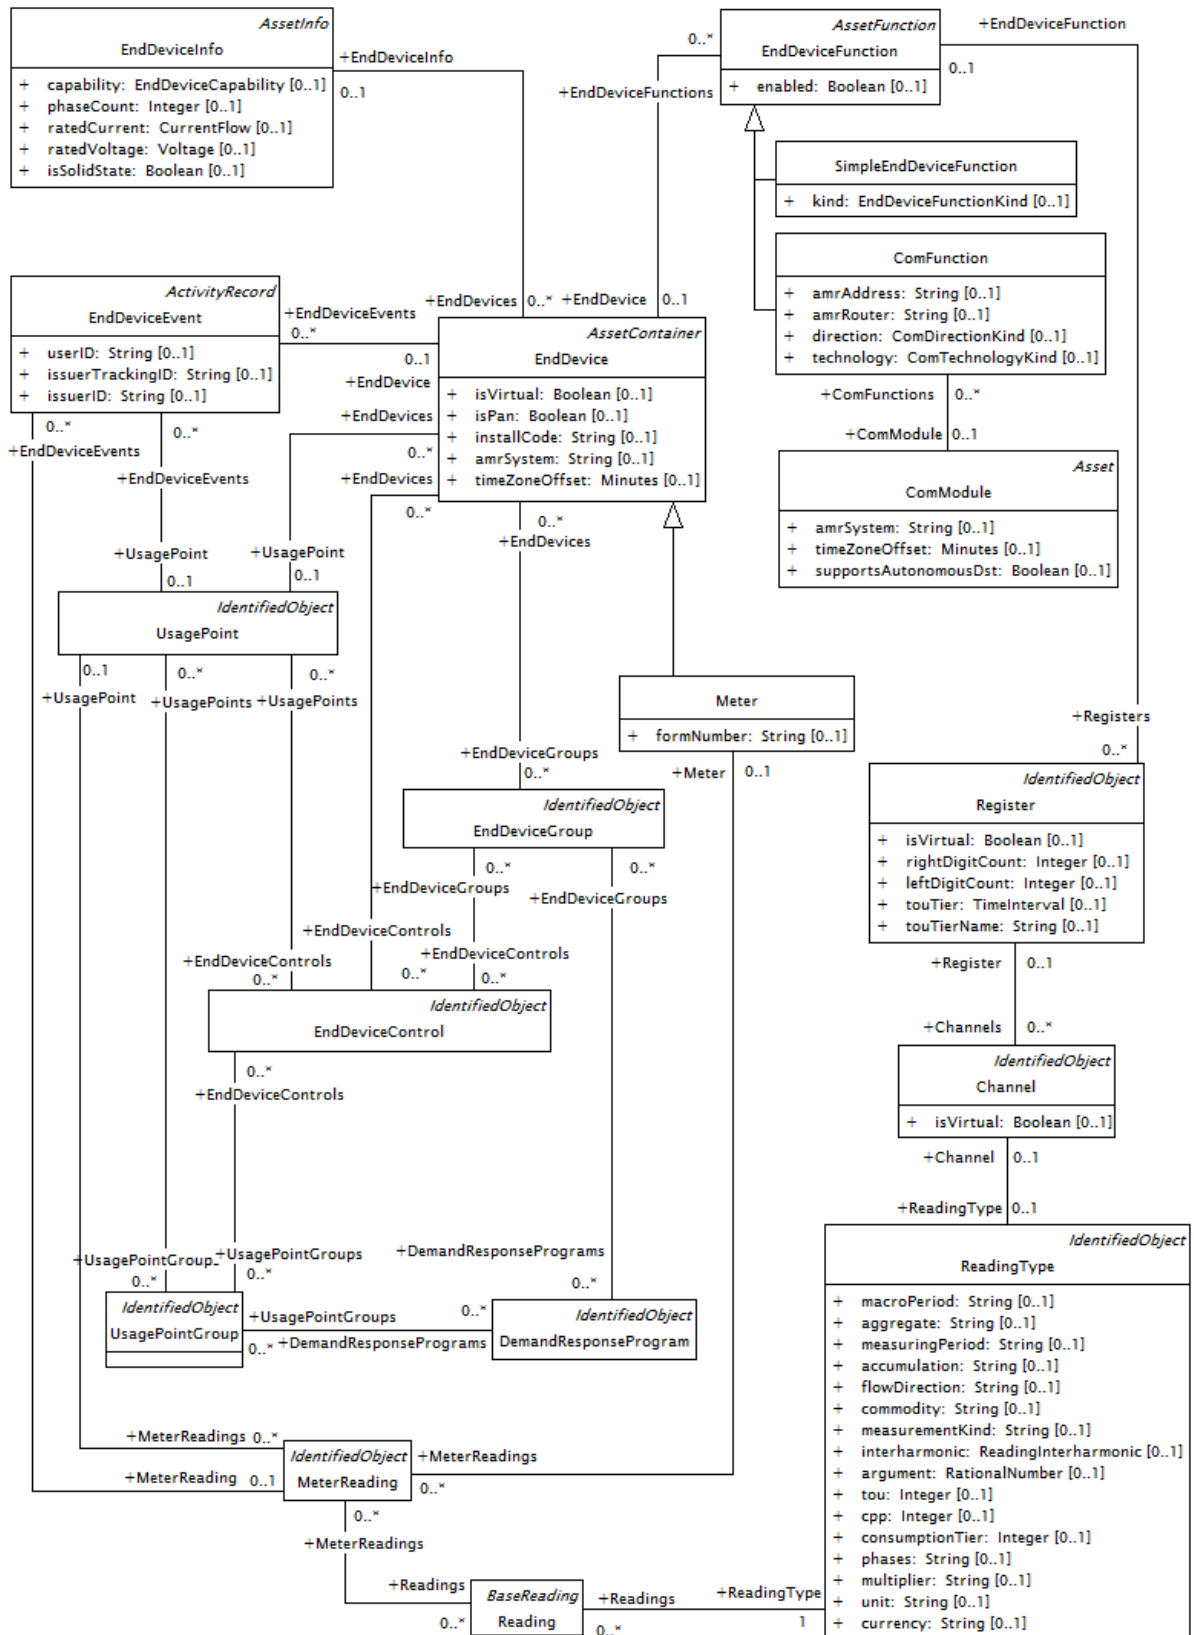 AssetInfo
EndDeviceInfo
+ capability: EndDeviceCapability [0..1]
+ phaseCount: Integer [0..1]
+ ratedCurrent: CurrentFlow [0..1]
+ ratedVoltage: Voltage [0..1]
+ isSolidState: Boolean [0..1]
+EndDeviceInfo
0..1
0..*
+EndDeviceFunctions
AssetFunction
EndDeviceFunction
+ enabled: Boolean [0..1]
+EndDeviceFunction
0..1
SimpleEndDeviceFunction
+ kind: EndDeviceFunctionKind [0..1]
ComFunction
+ amrAddress: String [0..1]
+ amrRouter: String [0..1]
+ direction: ComDirectionKind [0..1]
+ technology: ComTechnologyKind [0..1]
+ComFunctions
0..*
+ComModule
0..1
Asset
ComModule
+ amrSystem: String [0..1]
+ timeZoneOffset: Minutes [0..1]
+ supportsAutonomousDst: Boolean [0..1]
ActivityRecord
EndDeviceEvent
+ userID: String [0..1]
+ issuerTrackingID: String [0..1]
+ issuerID: String [0..1]
+EndDeviceEvents
0..*
+EndDevices
0..*
+EndDevice
0..1
0..1
+EndDevice
+EndDevices
0..*
+EndDevices
0..*
AssetContainer
EndDevice
+ isVirtual: Boolean [0..1]
+ isPan: Boolean [0..1]
+ installCode: String [0..1]
+ amrSystem: String [0..1]
+ timeZoneOffset: Minutes [0..1]
0..*
+EndDevices
0..*
+EndDeviceEvents
0..*
+EndDeviceEvents
+UsagePoint
0..1
+UsagePoint
0..1
IdentifiedObject
UsagePoint
0..1
+UsagePoint
0..*
+UsagePoints
0..*
+UsagePoints
Meter
+ formNumber: String [0..1]
+Meter
0..1
+EndDeviceGroups
0..*
IdentifiedObject
EndDeviceGroup
0..*
+EndDeviceGroups
0..*
+EndDeviceGroups
+Registers
0..*
IdentifiedObject
Register
+ isVirtual: Boolean [0..1]
+ rightDigitCount: Integer [0..1]
+ leftDigitCount: Integer [0..1]
+ touTier: TimeInterval [0..1]
+ touTierName: String [0..1]
+Register
0..1
+Channels
0..*
IdentifiedObject
Channel
+ isVirtual: Boolean [0..1]
+Channel
0..1
+ReadingType
0..1
+EndDeviceControls
0..*
+EndDeviceControls
0..*
+EndDeviceControls
0..*
IdentifiedObject
EndDeviceControl
0..*
+EndDeviceControls
+UsagePointGroup_
0..*
+UsagePointGroups
0..*
+DemandResponsePrograms
0..*
IdentifiedObject
UsagePointGroup
+UsagePointGroups
0..*
0..*
+DemandResponsePrograms
IdentifiedObject
DemandResponseProgram
IdentifiedObject
ReadingType
+ macroPeriod: String [0..1]
+ aggregate: String [0..1]
+ measuringPeriod: String [0..1]
+ accumulation: String [0..1]
+ flowDirection: String [0..1]
+ commodity: String [0..1]
+ measurementKind: String [0..1]
+ interharmonic: ReadingInterharmonic [0..1]
+ argument: RationalNumber [0..1]
+ tou: Integer [0..1]
+ cpp: Integer [0..1]
+ consumptionTier: Integer [0..1]
+ phases: String [0..1]
+ multiplier: String [0..1]
+ unit: String [0..1]
+ currency: String [0..1]
+MeterReadings
0..*
+MeterReading
0..1
IdentifiedObject
MeterReading
+MeterReadings
0..*
0..*
+MeterReadings
+Readings
0..*
BaseReading
Reading
+Readings
0..*
+ReadingType
1